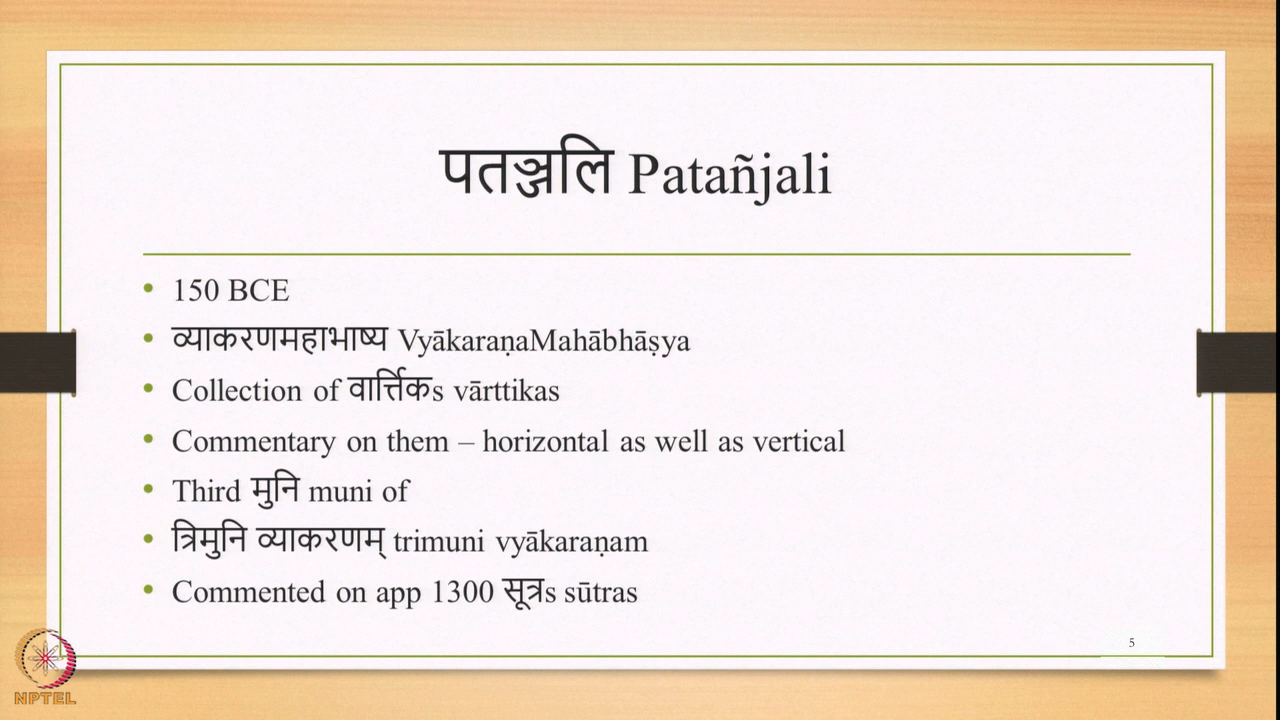 पतञ्जलि Patañjali
• 150 BCE
• व्याकरणमहाभाष्य VyākaraṇaMahābhāṣya
• Collection of वार्त्तिकs vārttikas
• Commentary on them – horizontal as well as vertical
• Third मुनि muni of
• त्रिमुनि व्याकरणम् trimuni vyākaraṇam
• Commented on app 1300 सूत्रs sūtras
5
NPTEL